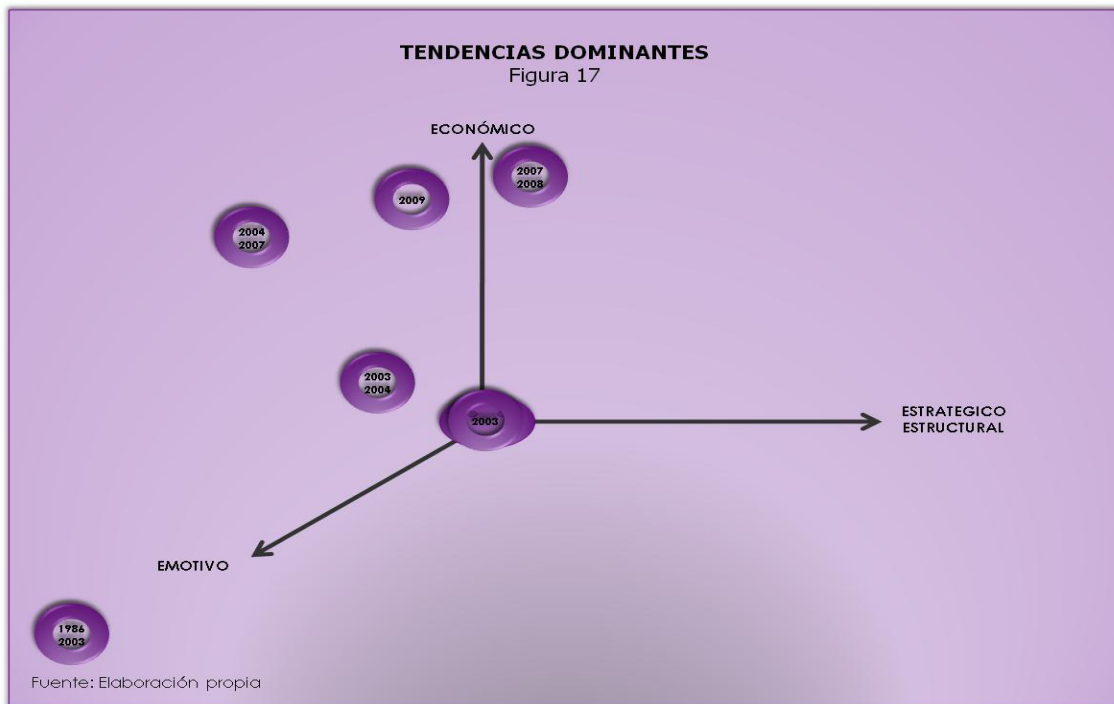 TENDENCIAS DOMINANTES
Figura 17
ECONÓMICO
2007
2008
2009
2004
2007
2003
2004
2003
ESTRATEGICO
ESTRUCTURAL
EMOTIVO
1986
2003
Fuente: Elaboración propia